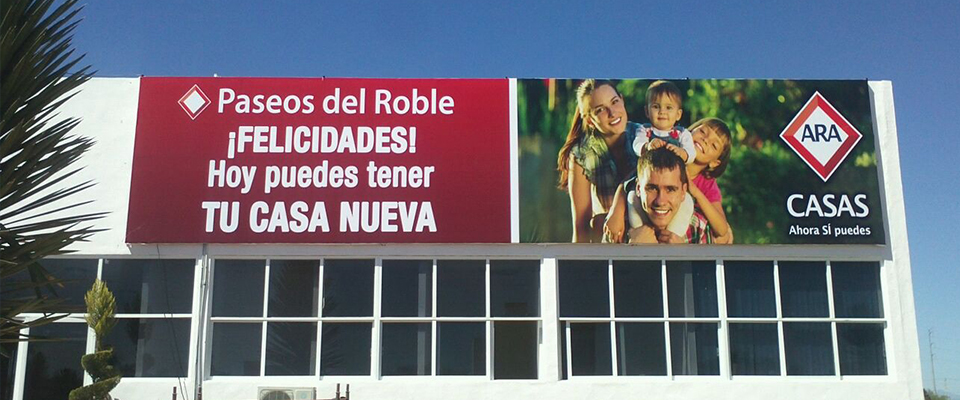 Paseos del Roble
¡FELICIDADES!
Hoy puedes tener
TU CASA NUEVA
ARA
CASAS
Ahora SÍ puedes